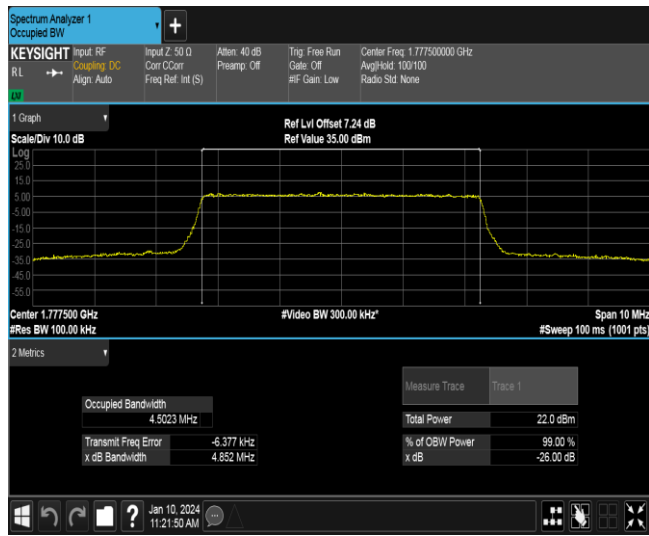 Spectrum Analyzer 1
Occupied BW
+
KEYSIGHT
RL
Input: RF
Coupling: DC
Align: Auto
Input Z: 50 Ω
Corr CCorr
Freq Ref: Int (S)
Atten: 40 dB
Preamp: Off
Trig: Free Run
Gate: Off
#IF Gain: Low
Center Freq: 1.777500000 GHz
Avg|Hold: 100/100
Radio Std: None
1 Graph
Scale/Div 10.0 dB
Ref Lvl Offset 7.24 dB
Ref Value 35.00 dBm
Log
25.0
15.0
5.00
-5.00
-15.0
-25.0
-35.0
-45.0
-55.0
Center 1.777500 GHz
#Video BW 300.00 kHz*
Span 10 MHz
#Res BW 100.00 kHz
#Sweep 100 ms (1001 pts)
2 Metrics
Measure Trace
Trace 1
Occupied Bandwidth
4.5023 MHz
Total Power
22.0 dBm
Transmit Freq Error
-6.377 kHz
% of OBW Power
99.00 %
x dB Bandwidth
4.852 MHz
x dB
-26.00 dB
?
Jan 10, 2024
11:21:50 AM